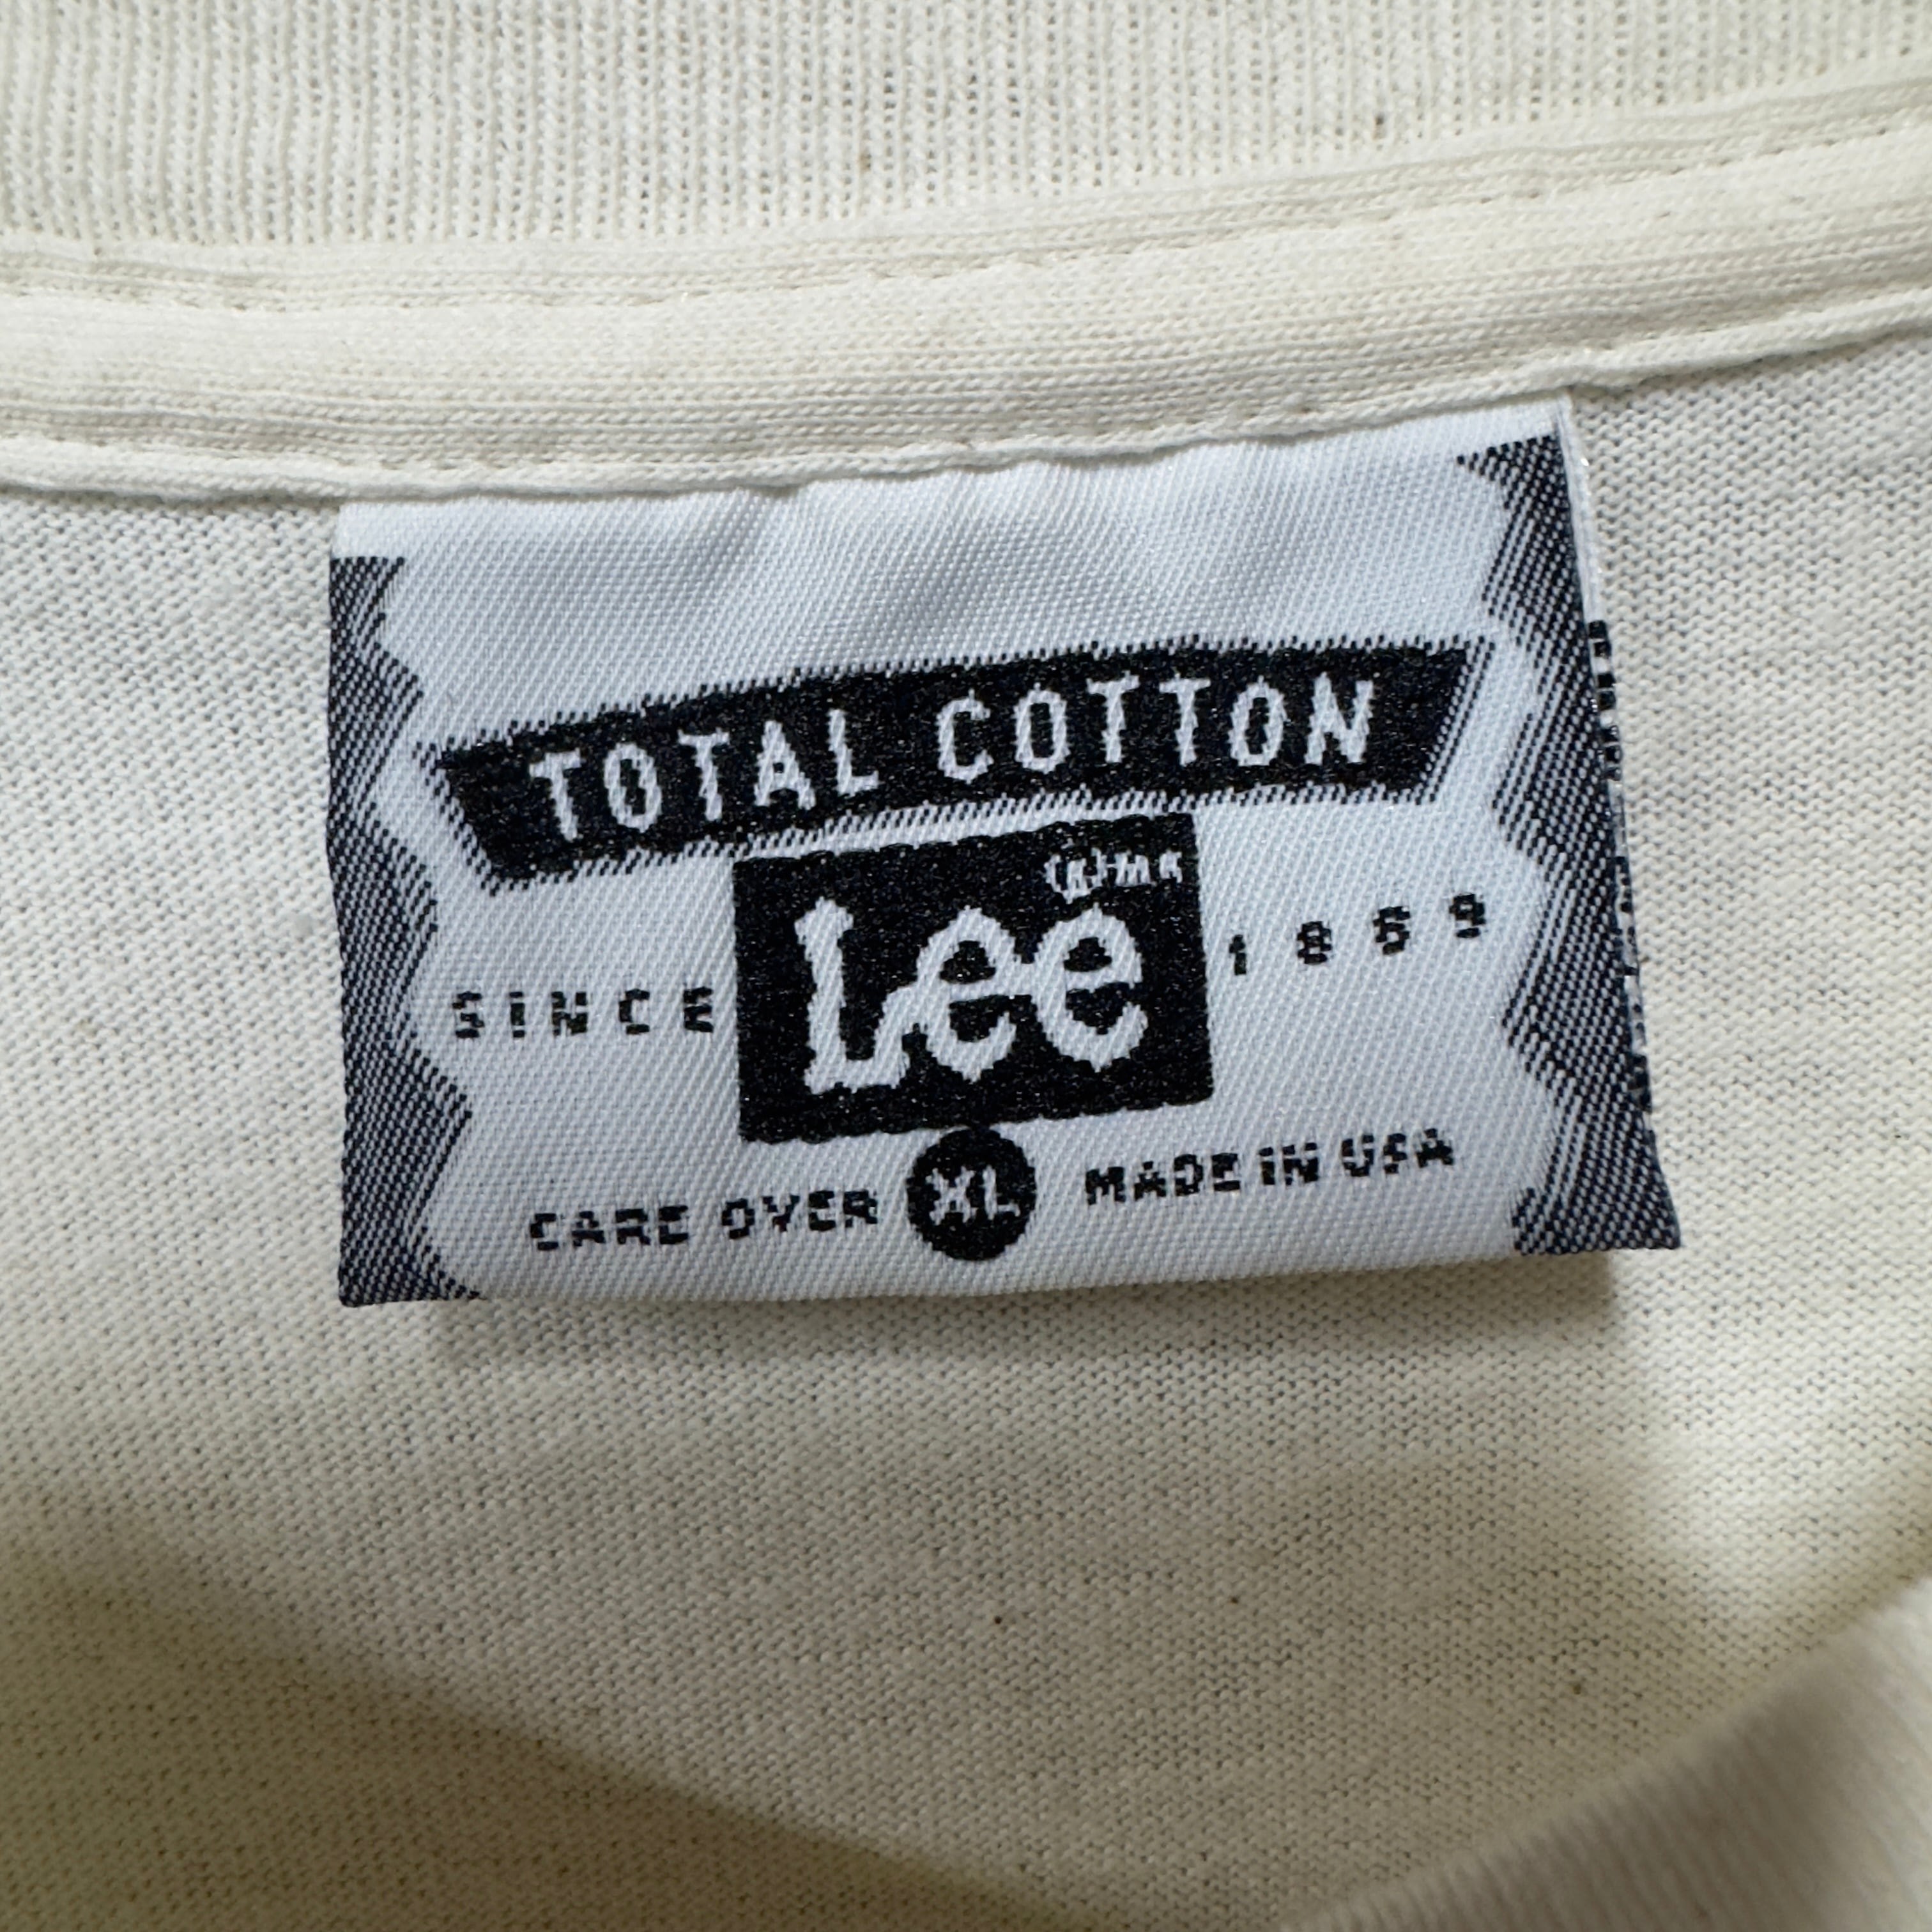 TOTAL COTTON
Lee
SINCE 1889
CARE OVER XL MADE IN USA